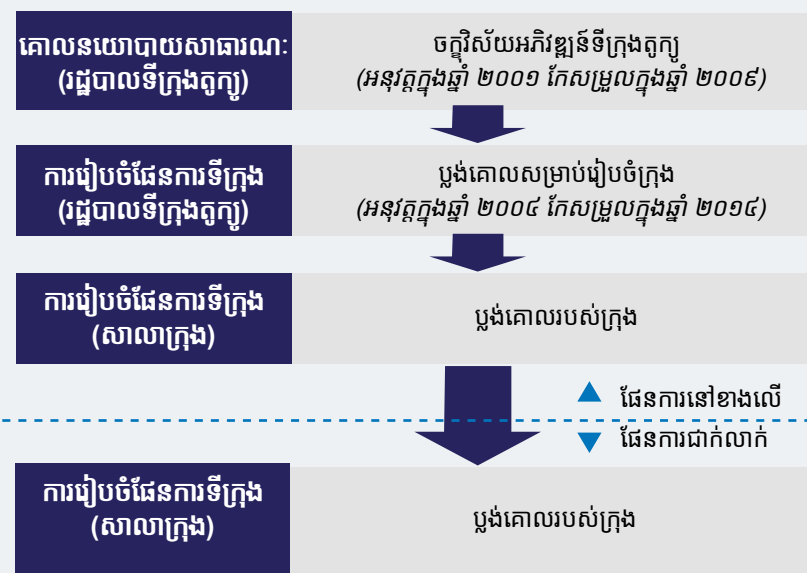 គោលនយោបាយសាធារណៈ
(រដ្ឋបាលទីក្រុងតូក្យូ)
ចក្ខុវិស័យអភិវឌ្ឍន៍ទីក្រុងតូក្យូ
(អនុវត្តក្នុងឆ្នាំ ២០០១ កែសម្រួលក្នុងឆ្នាំ ២០០៩)
ការរៀបចំផែនការទីក្រុង
(រដ្ឋបាលទីក្រុងតូក្យូ)
ប្លង់គោលសម្រាប់រៀបចំក្រុង
(អនុវត្តក្នុងឆ្នាំ ២០០៤ កែសម្រួលក្នុងឆ្នាំ ២០១៤)
ការរៀបចំផែនការទីក្រុង
(សាលាក្រុង)
ប្លង់គោលរបស់ក្រុង
ផែនការនៅខាងលើ
ផែនការជាក់លាក់
ការរៀបចំផែនការទីក្រុង
(សាលាក្រុង)
ប្លង់គោលរបស់ក្រុង